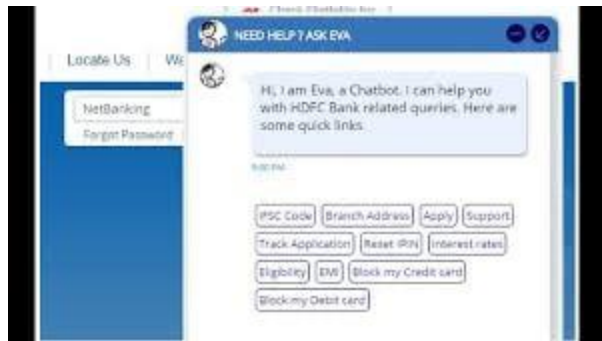 NEED HELP ? ASK EVA
Locate Us We
Hi, I am Eva, a Chatbot. I can help you
with HDFC Bank related queries. Here are
some quick links.
NetBanking
Forgot Password
IFSC Code Branch Address Apply Support
Track Application Reset IPIN Interest rates
Eligibility EMI Block my Credit card
Block my Debit card